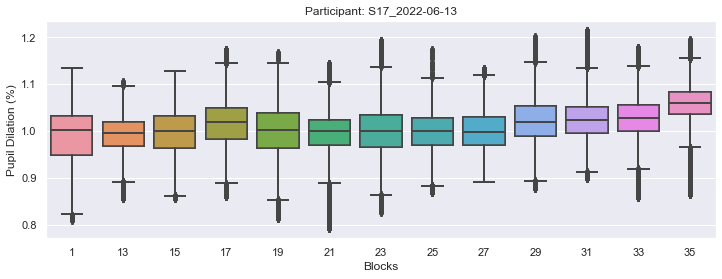 Participant: S17_2022-06-13
Pupil Dilation (%)
1.2
1.1
1.0
0.9
0.8
1 13 15 17 19 21 23 25 27 29 31 33 35
Blocks